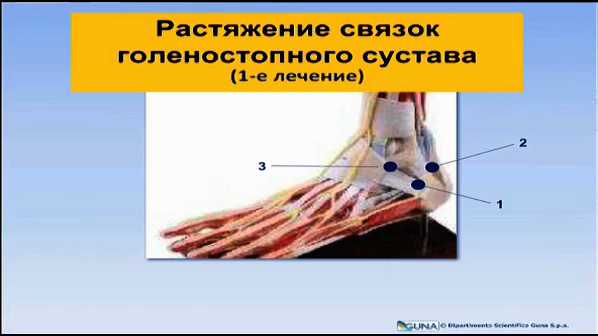 Растяжение связок
голеностопного сустава
(1-е лечение)
2
3
1
GUNA © Dipartimento Scientifico Guna S.p.a.